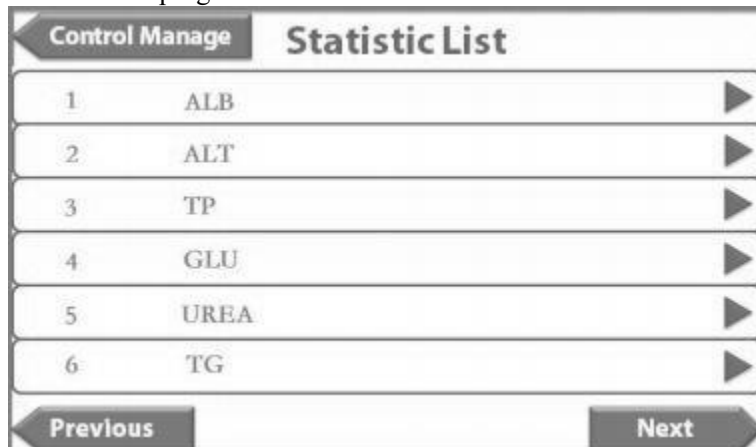 Control Manage Statistic List
1 ALB
2 ALT
3 TP
4 GLU
5 UREA
6 TG
Previous Next